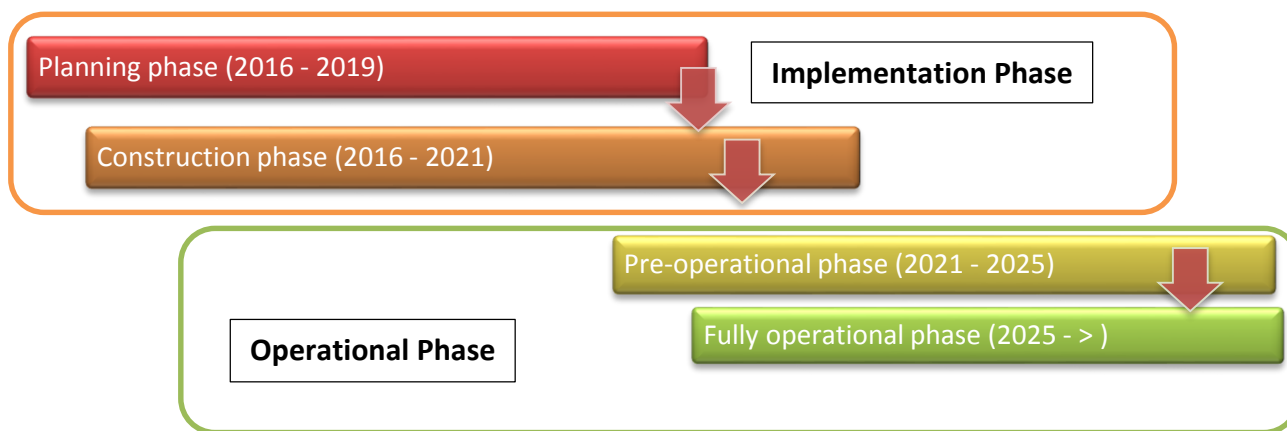 Planning phase (2016 - 2019)
Implementation Phase
Construction phase (2016 - 2021)
Pre-operational phase (2021 - 2025)
Fully operational phase (2025 - > )
Operational Phase